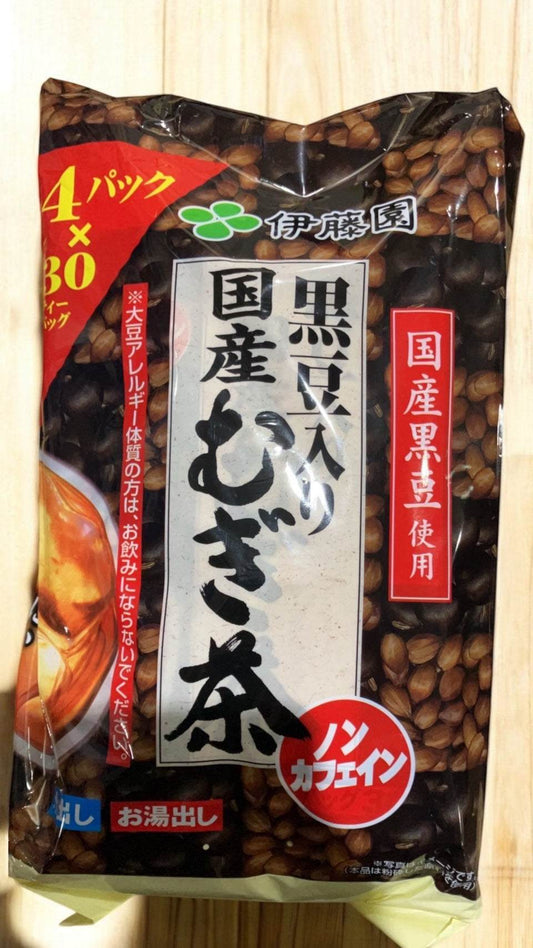 4パック
×
30
ティー
バッグ
伊藤園
黒豆入り
国産
むぎ茶
国産黒豆使用
※大豆アレルギー体質の方は、お飲みにならないでください。
ノン
カフェイン
出し
お湯出し